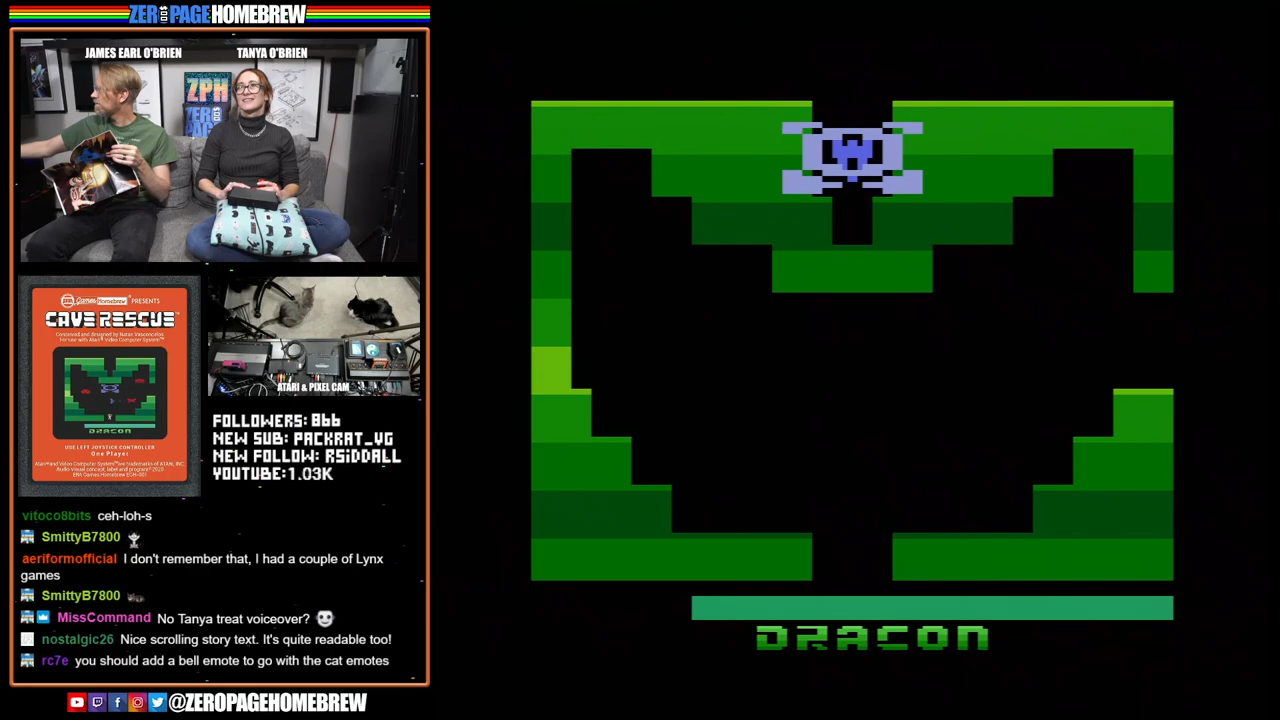 ZERO PAGE HOMEBREW
JAMES EARL O'BRIEN
TANYA O'BRIEN
ZPH
PRESENTS
CAVE RESCUE™
DRACON
USE LEFT JOYSTICK CONTROLLER
One Player
ATARI & PIXEL CAM
FOLLOWERS: 866
NEW SUB: PACKRAT_VG
NEW FOLLOW: RSIDDALL
YOUTUBE: 1.03K
vitoco8bits ceh-loh-s
SmittyB7800
aeriformofficial I don't remember that, I had a couple of Lynx
games
SmittyB7800
MissCommand No Tanya treat voiceover?
nostalgic26 Nice scrolling story text. It's quite readable too!
rc7e you should add a bell emote to go with the cat emotes
@ZEROPAGEHOMEBREW
DRACON